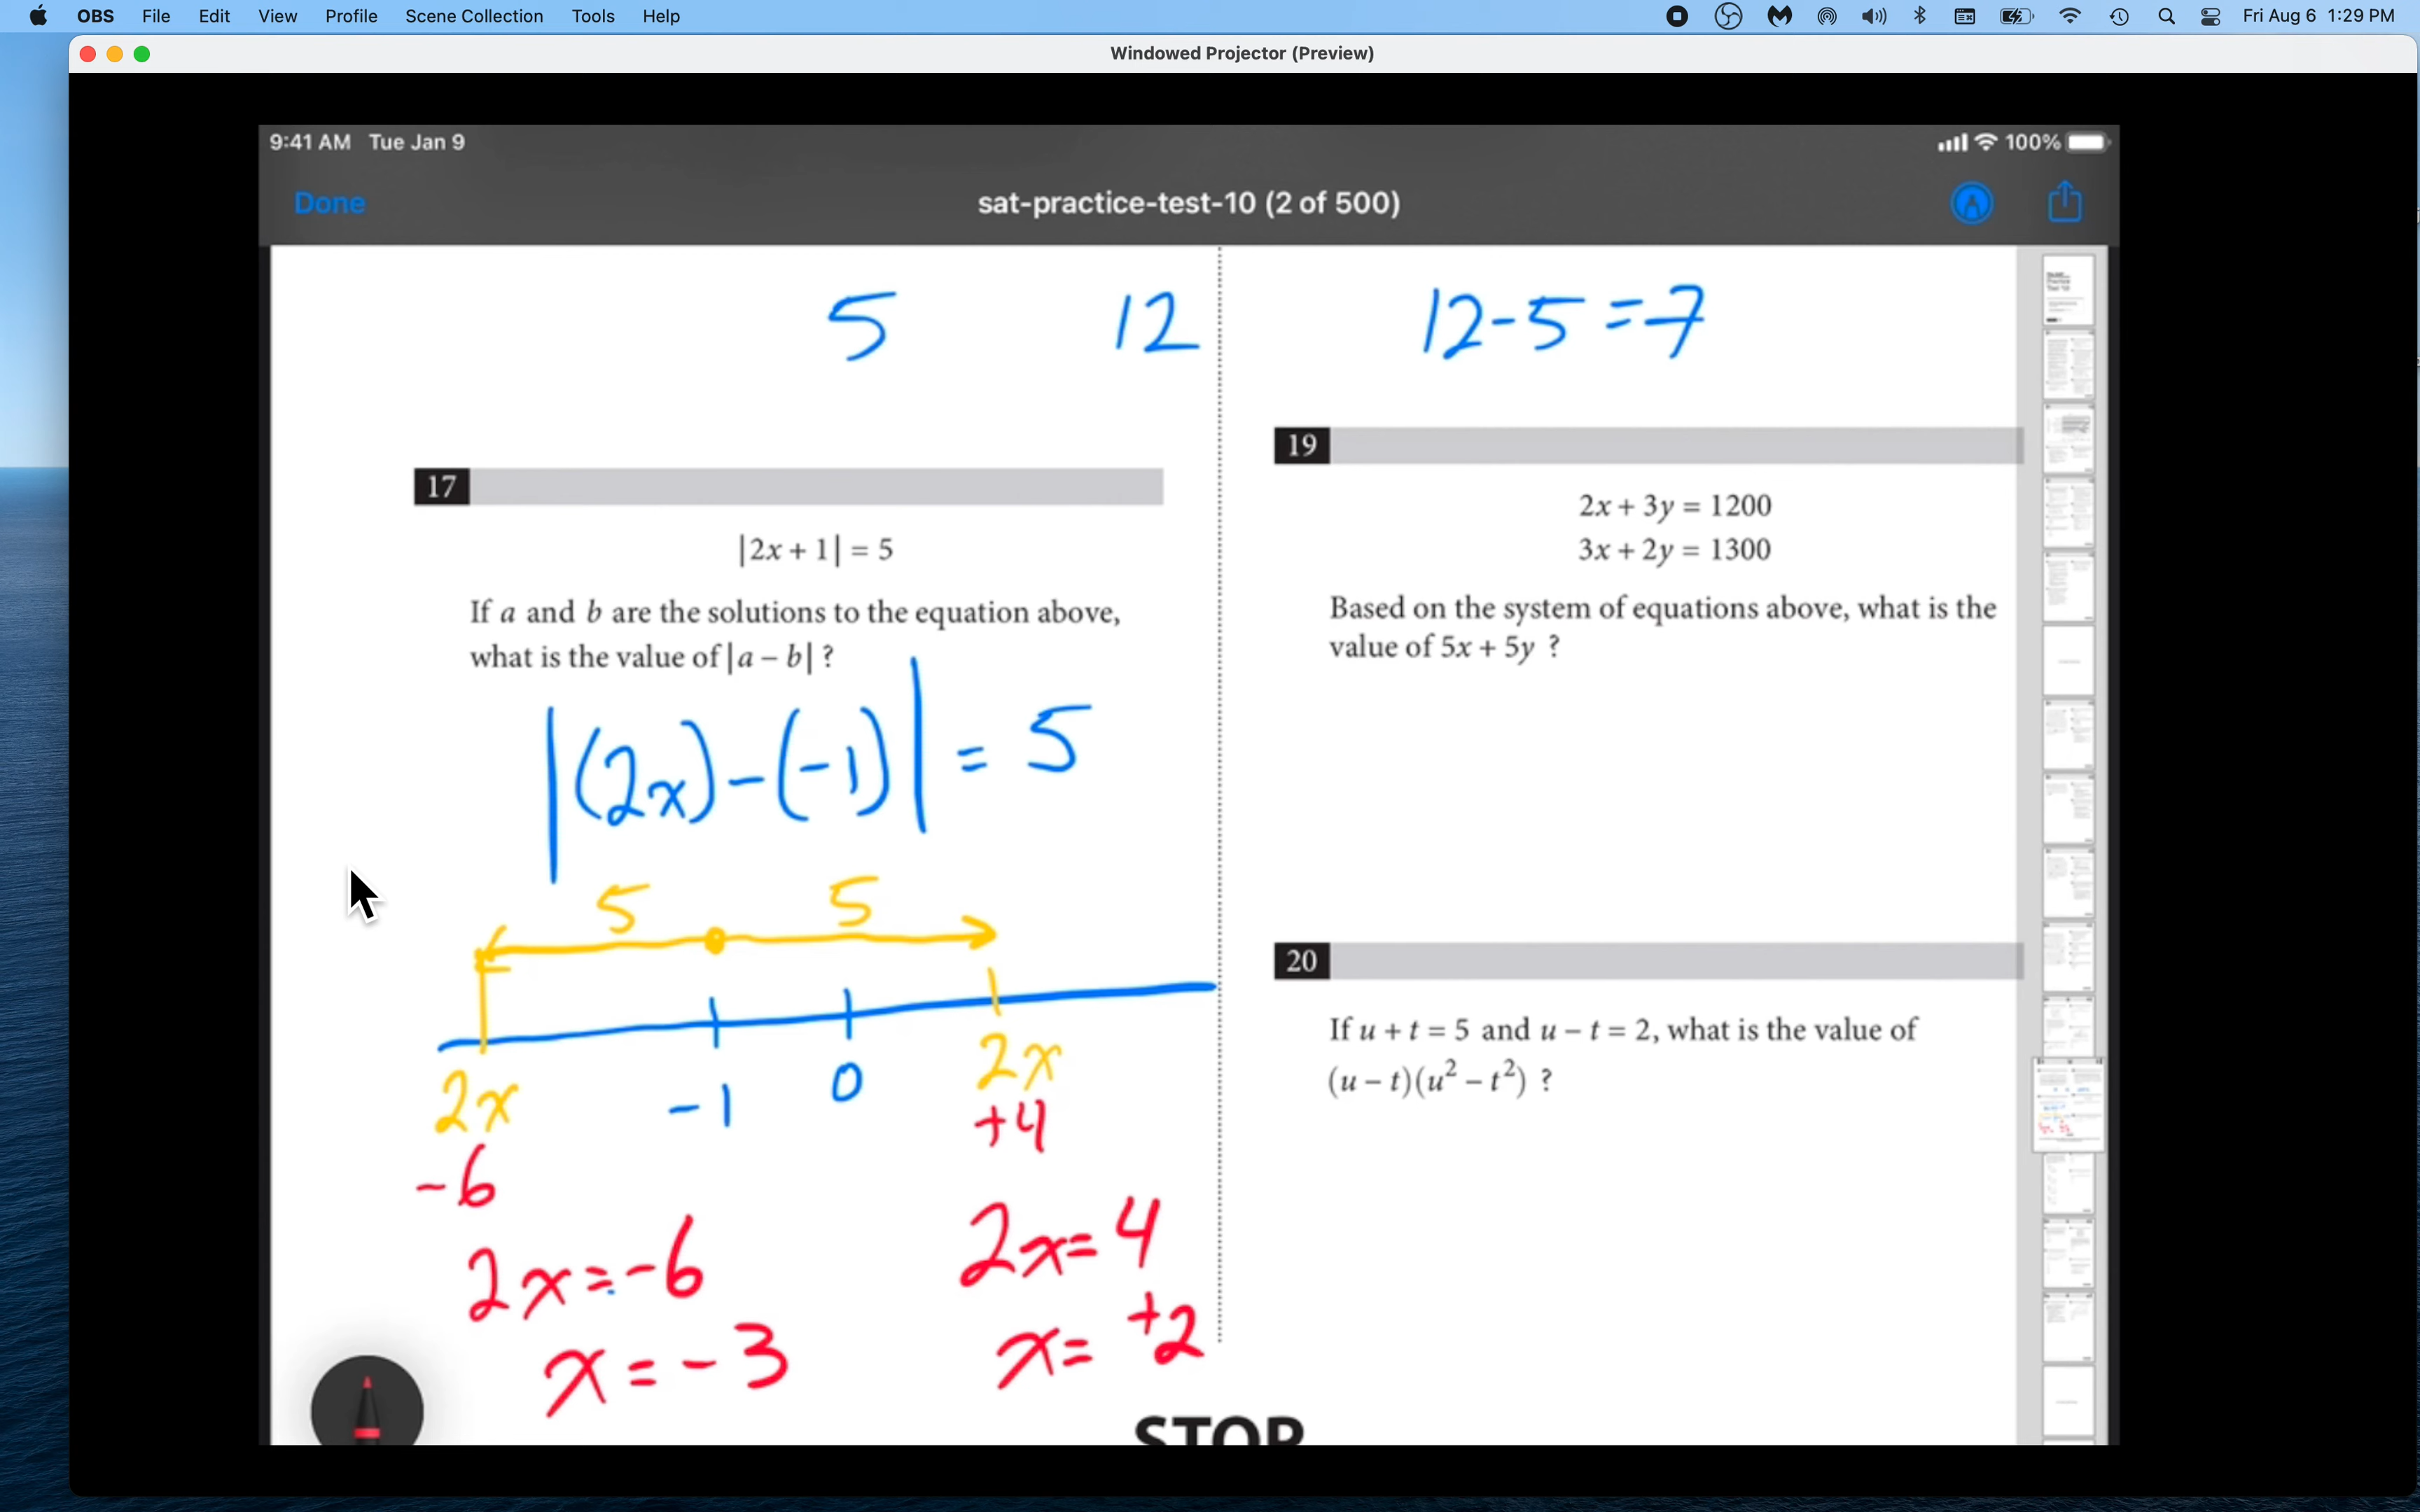 OBS File Edit View Profile Scene Collection Tools Help Fri Aug 6 1:29 PM
Windowed Projector (Preview)
9:41 AM Tue Jan 9 100%
Done sat-practice-test-10 (2 of 500)
5 12 12-5=7
17
|2x + 1| = 5
If a and b are the solutions to the equation above,
what is the value of |a – b| ?
|(2x)-(-1)| = 5
5 5
-1 0
2x 2x
-6 +4
2x=-6 2x=4
x=-3 x=+2
19
2x + 3y = 1200
3x + 2y = 1300
Based on the system of equations above, what is the
value of 5x + 5y ?
20
If u + t = 5 and u – t = 2, what is the value of
(u – t)(u² – t²) ?
STOP